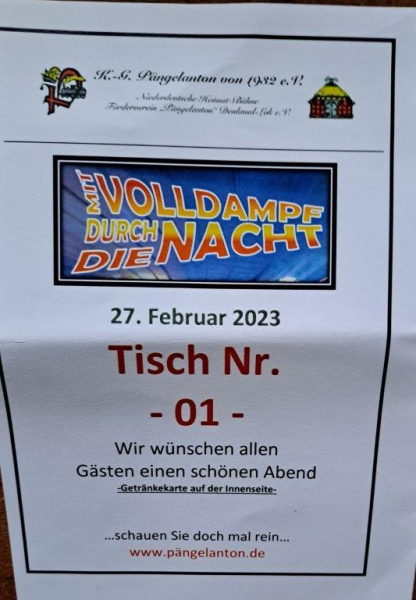 K.-G. Pängelanton von 1932 e.V.
Niederdeutsche Heimat-Bühne
Förderverein „Pängelanton" Denkmal-Lok e.V.
MIT VOLLDAMPF
DURCH
DIE NACHT
27. Februar 2023
Tisch Nr.
- 01 -
Wir wünschen allen
Gästen einen schönen Abend
-Getränkekarte auf der Innenseite-
...schauen Sie doch mal rein...
www.pängelanton.de